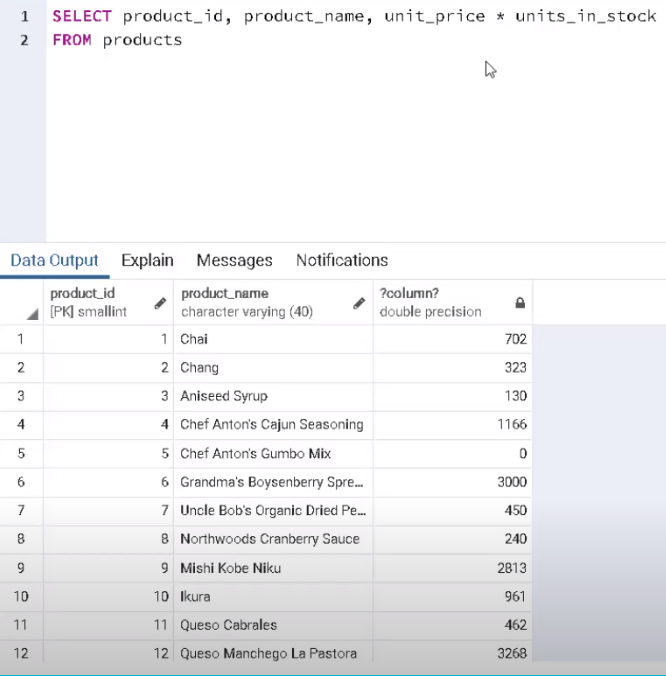 1 SELECT product_id, product_name, unit_price * units_in_stock
2 FROM products
Data Output Explain Messages Notifications
product_id product_name ?column?
[PK] smallint character varying (40) double precision
1 1 Chai 702
2 2 Chang 323
3 3 Aniseed Syrup 130
4 4 Chef Anton's Cajun Seasoning 1166
5 5 Chef Anton's Gumbo Mix 0
6 6 Grandma's Boysenberry Spre... 3000
7 7 Uncle Bob's Organic Dried Pe... 450
8 8 Northwoods Cranberry Sauce 240
9 9 Mishi Kobe Niku 2813
10 10 Ikura 961
11 11 Queso Cabrales 462
12 12 Queso Manchego La Pastora 3268